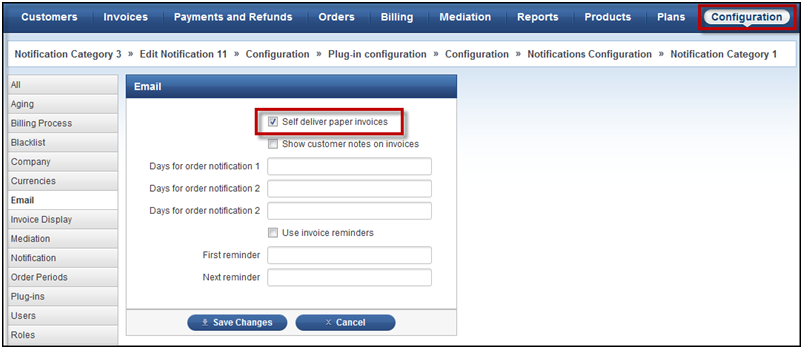 Customers Invoices Payments and Refunds Orders Billing Mediation Reports Products Plans Configuration
Notification Category 3 » Edit Notification 11 » Configuration » Plug-in configuration » Configuration » Notifications Configuration » Notification Category 1
All
Aging
Billing Process
Blacklist
Company
Currencies
Email
Invoice Display
Mediation
Notification
Order Periods
Plug-ins
Users
Roles
Email
Self deliver paper invoices
Show customer notes on invoices
Days for order notification 1
Days for order notification 2
Days for order notification 2
Use invoice reminders
First reminder
Next reminder
Save Changes
x Cancel